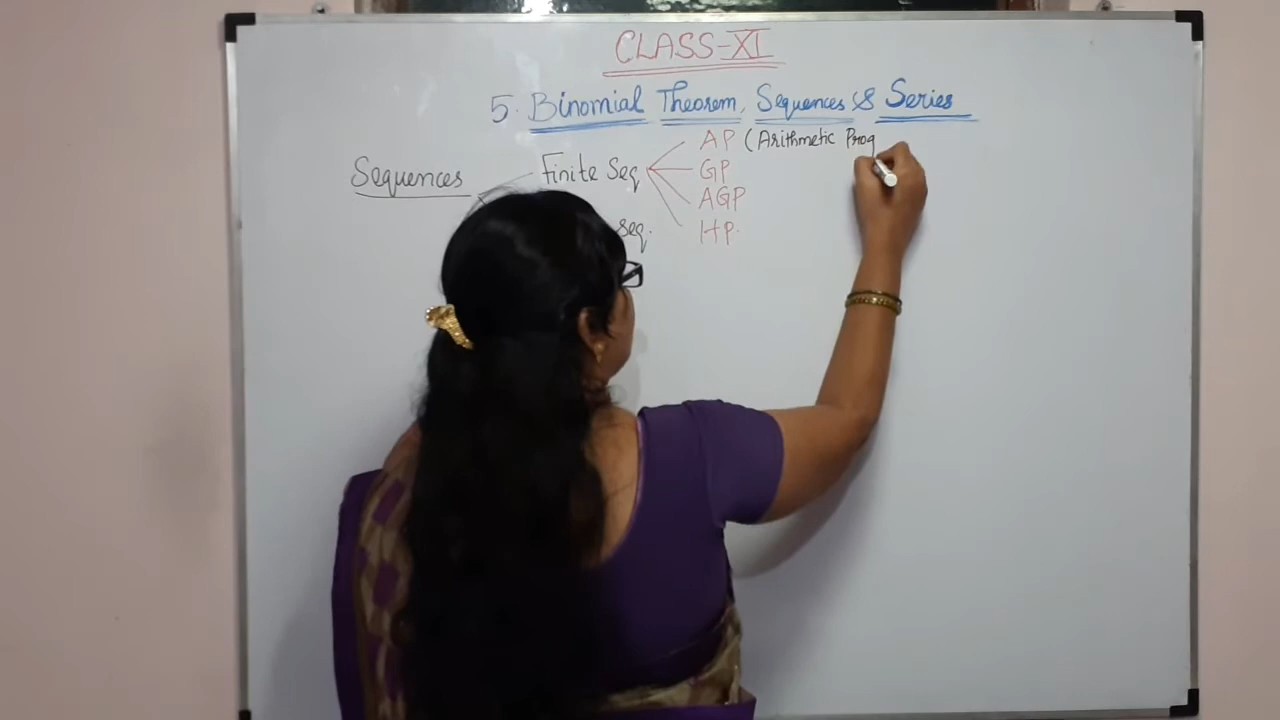 CLASS-XI
5. Binomial Theorem, Sequences & Series
Sequences
Finite Seq
AP (Arithmetic Prog
GP
AGP
HP.
seq.